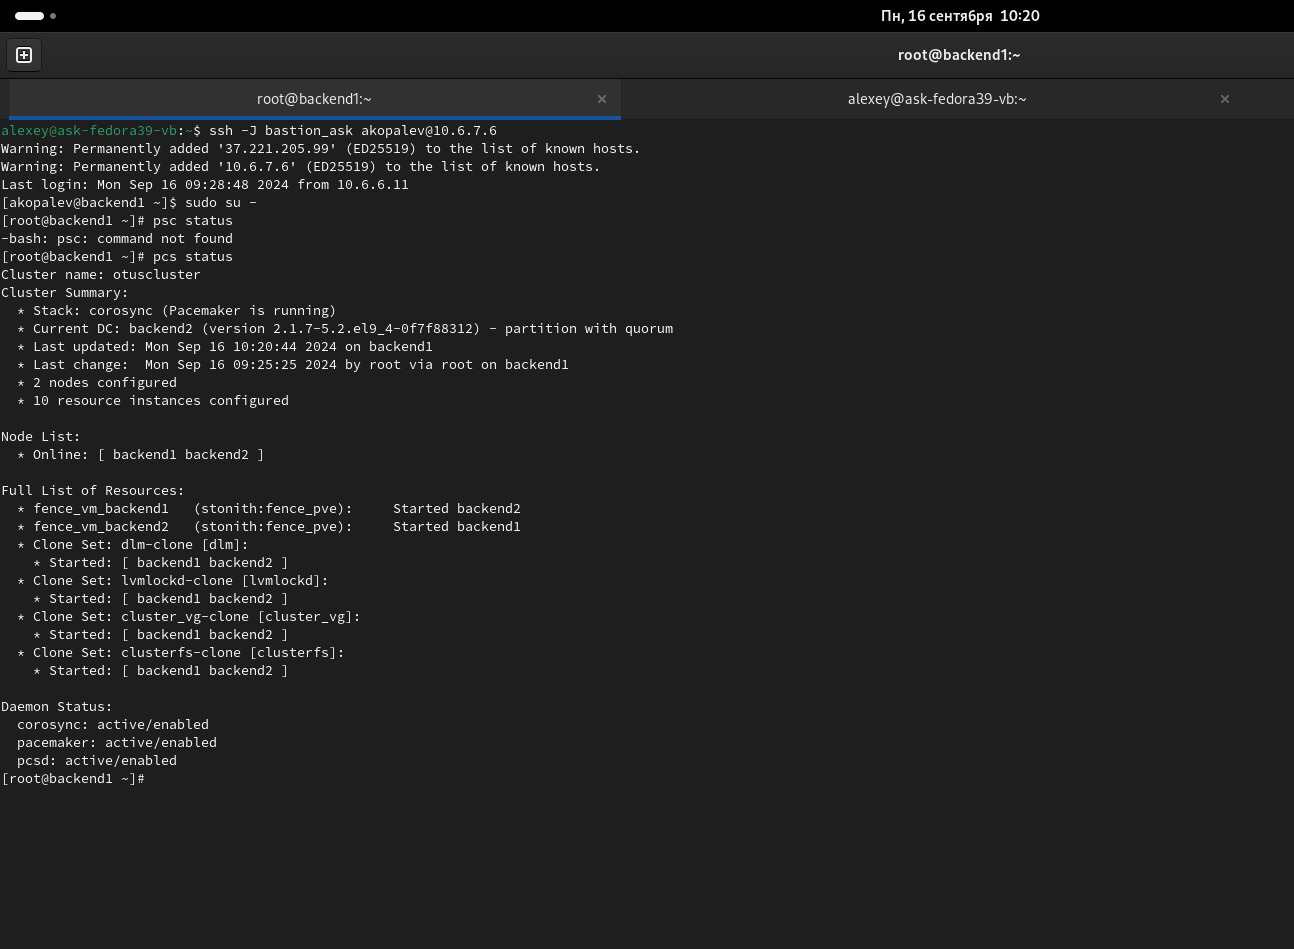 Пн, 16 сентября 10:20
root@backend1:~
root@backend1:~ ×
alexey@ask-fedora39-vb:~ ×
alexey@ask-fedora39-vb:~$ ssh -J bastion_ask akopalev@10.6.7.6
Warning: Permanently added '37.221.205.99' (ED25519) to the list of known hosts.
Warning: Permanently added '10.6.7.6' (ED25519) to the list of known hosts.
Last login: Mon Sep 16 09:28:48 2024 from 10.6.6.11
[akopalev@backend1 ~]$ sudo su -
[root@backend1 ~]# psc status
-bash: psc: command not found
[root@backend1 ~]# pcs status
Cluster name: otuscluster
Cluster Summary:
  * Stack: corosync (Pacemaker is running)
  * Current DC: backend2 (version 2.1.7-5.2.el9_4-0f7f88312) - partition with quorum
  * Last updated: Mon Sep 16 10:20:44 2024 on backend1
  * Last change:  Mon Sep 16 09:25:25 2024 by root via root on backend1
  * 2 nodes configured
  * 10 resource instances configured
Node List:
  * Online: [ backend1 backend2 ]
Full List of Resources:
  * fence_vm_backend1   (stonith:fence_pve):     Started backend2
  * fence_vm_backend2   (stonith:fence_pve):     Started backend1
  * Clone Set: dlm-clone [dlm]:
    * Started: [ backend1 backend2 ]
  * Clone Set: lvmlockd-clone [lvmlockd]:
    * Started: [ backend1 backend2 ]
  * Clone Set: cluster_vg-clone [cluster_vg]:
    * Started: [ backend1 backend2 ]
  * Clone Set: clusterfs-clone [clusterfs]:
    * Started: [ backend1 backend2 ]
Daemon Status:
  corosync: active/enabled
  pacemaker: active/enabled
  pcsd: active/enabled
[root@backend1 ~]#